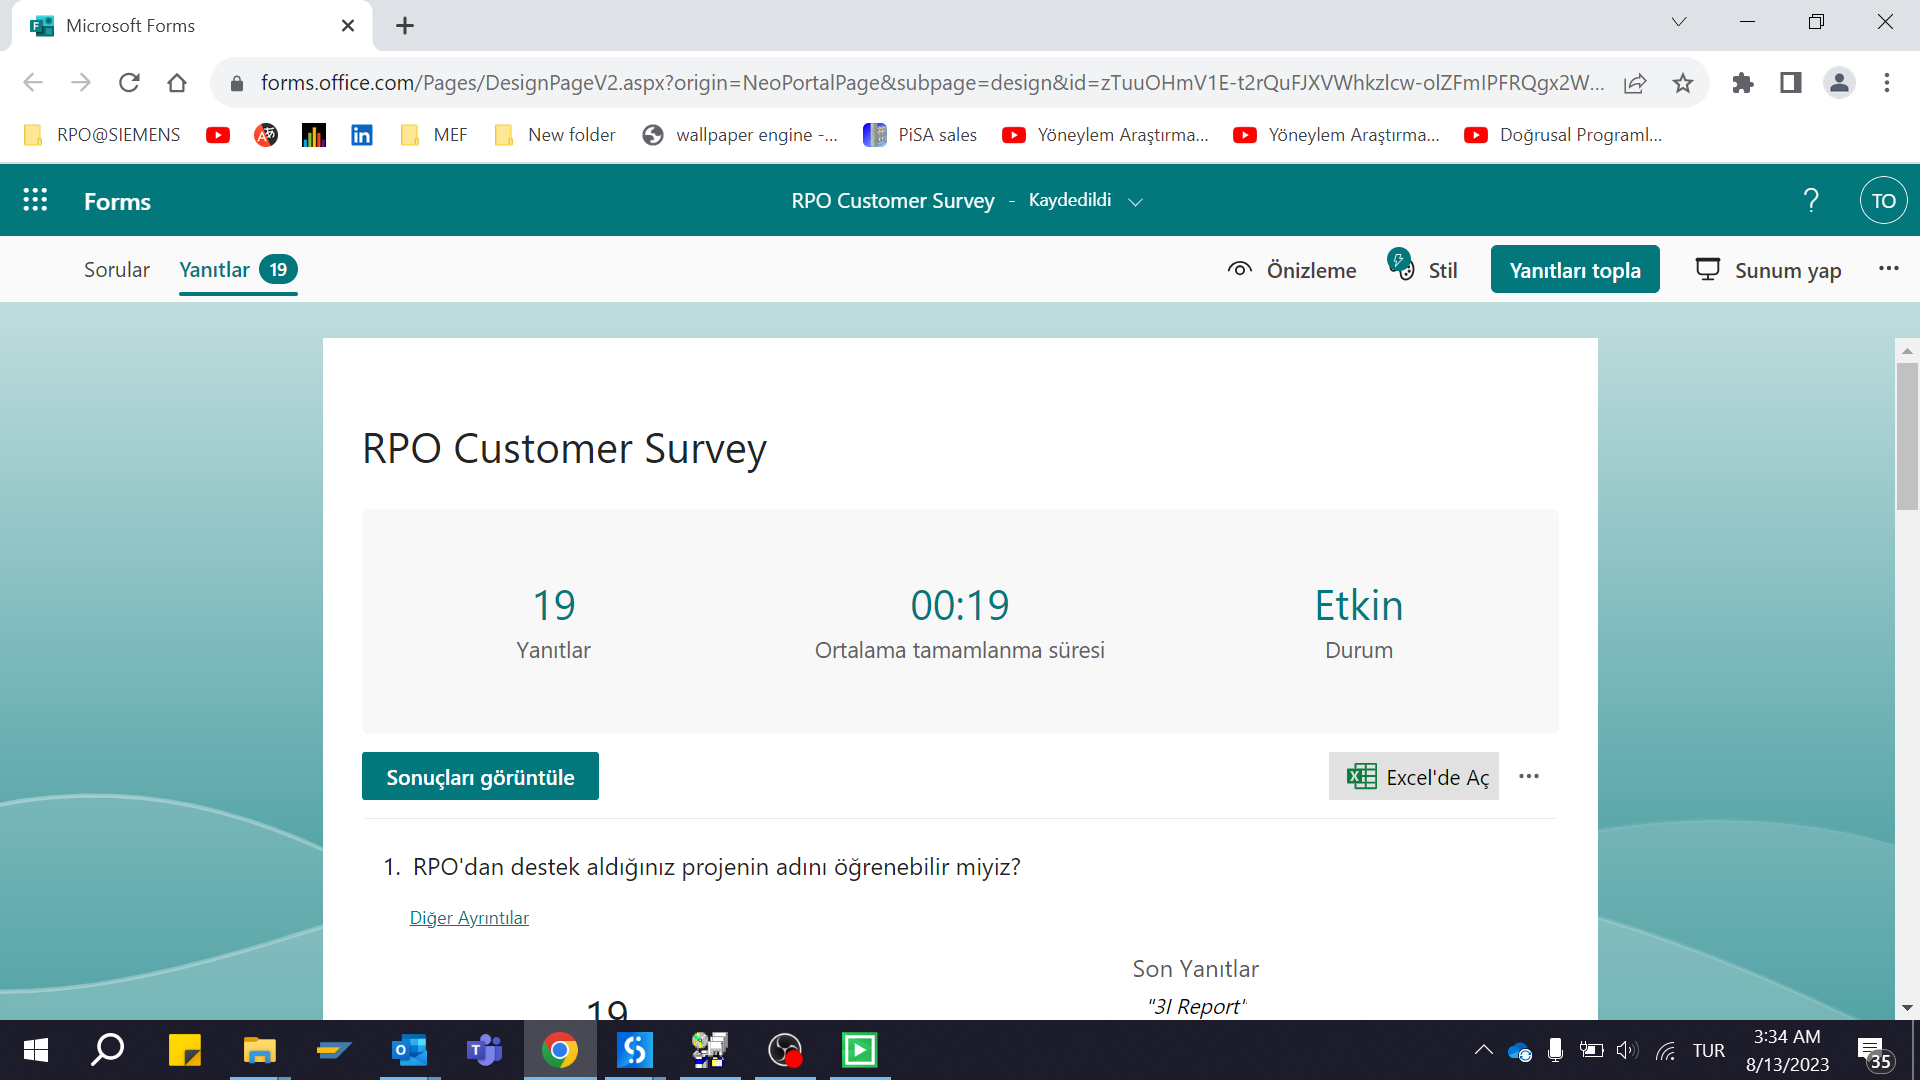 Microsoft Forms
forms.office.com/Pages/DesignPageV2.aspx?origin=NeoPortalPage&subpage=design&id=zTuuOHmV1E-t2rQuFJXVWhkzlcw-olZFmIPFRQgx2W...
RPO@SIEMENS
MEF
New folder
wallpaper engine -...
PiSA sales
Yöneylem Araştırma...
Yöneylem Araştırma...
Doğrusal Programl...
Forms
RPO Customer Survey - Kaydedildi
?
TO
Sorular
Yanıtlar 19
Önizleme
Stil
Yanıtları topla
Sunum yap
RPO Customer Survey
19
Yanıtlar
00:19
Ortalama tamamlanma süresi
Etkin
Durum
Sonuçları görüntüle
Excel'de Aç
1. RPO'dan destek aldığınız projenin adını öğrenebilir miyiz?
Diğer Ayrıntılar
Son Yanıtlar
19
"3I Report"
TUR
3:34 AM
8/13/2023
35